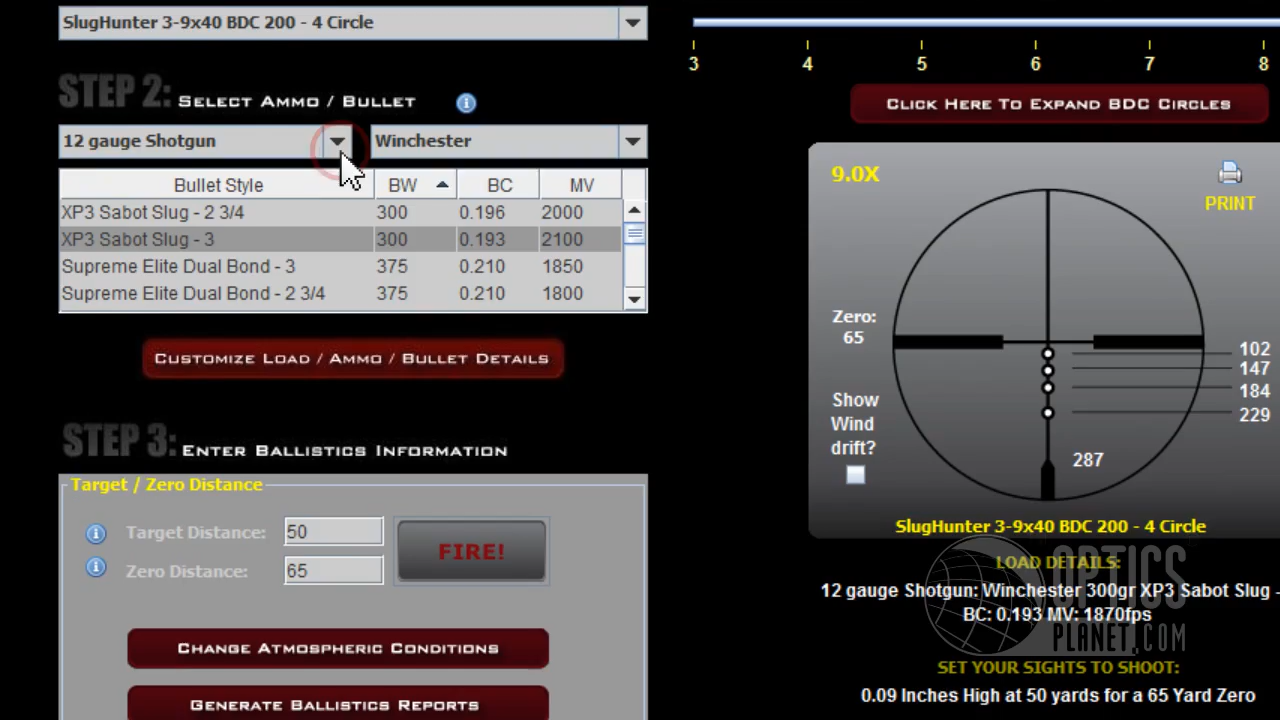 SlugHunter 3-9x40 BDC 200 - 4 Circle
STEP 2: SELECT AMMO / BULLET
12 gauge Shotgun Winchester
Bullet Style BW BC MV
XP3 Sabot Slug - 2 3/4 300 0.196 2000
XP3 Sabot Slug - 3 300 0.193 2100
Supreme Elite Dual Bond - 3 375 0.210 1850
Supreme Elite Dual Bond - 2 3/4 375 0.210 1800
CUSTOMIZE LOAD / AMMO / BULLET DETAILS
STEP 3: ENTER BALLISTICS INFORMATION
Target / Zero Distance
Target Distance: 50
Zero Distance: 65
FIRE!
CHANGE ATMOSPHERIC CONDITIONS
GENERATE BALLISTICS REPORTS
3 4 5 6 7 8
CLICK HERE TO EXPAND BDC CIRCLES
9.0X
PRINT
Zero:
65
102
147
184
229
287
Show
Wind
drift?
SlugHunter 3-9x40 BDC 200 - 4 Circle
LOAD DETAILS:
12 gauge Shotgun: Winchester 300gr XP3 Sabot Slug -
BC: 0.193 MV: 1870fps
OPTICS
PLANET.COM
SET YOUR SIGHTS TO SHOOT:
0.09 Inches High at 50 yards for a 65 Yard Zero